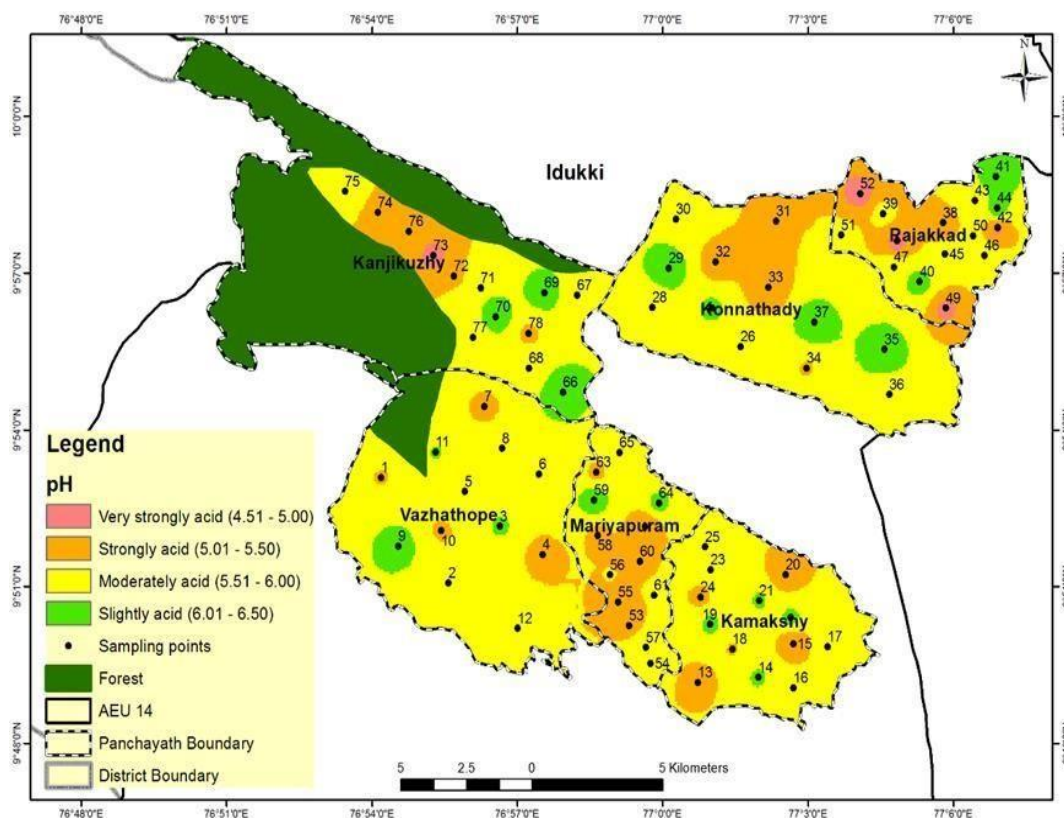 76°48'0"E 76°51'0"E 76°54'0"E 76°57'0"E 77°0'0"E 77°3'0"E 77°6'0"E
N
10°0'0"N
9°57'0"N
9°54'0"N
9°51'0"N
9°48'0"N
Idukki
41
52 43
75 39 44
74 30 31 38 42
76 51 Rajakkad 50
73 47 45 46
Kanjikuzhy 32
72 29 40
71 69 67 33
70 28 Konnathady 37 49
77 78 26
68 34 35
66 36
7
11 8 65
1 6 63
5 59 64
Vazhathope 3 Mariyapuram
9 10 58 25
4 60 23 20
2 56 61 24 21
55 19 Kamakshy
12 53 18 15 17
57 54 14 16
13
Legend
pH
Very strongly acid (4.51 - 5.00)
Strongly acid (5.01 - 5.50)
Moderately acid (5.51 - 6.00)
Slightly acid (6.01 - 6.50)
Sampling points
Forest
AEU 14
Panchayath Boundary
District Boundary
5 2.5 0 5 Kilometers
76°48'0"E 76°51'0"E 76°54'0"E 76°57'0"E 77°0'0"E 77°3'0"E 77°6'0"E